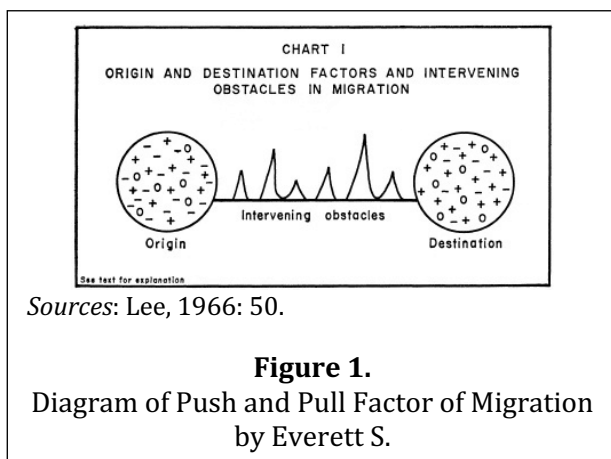 CHART I
ORIGIN AND DESTINATION FACTORS AND INTERVENING
OBSTACLES IN MIGRATION
Origin
Intervening obstacles
Destination
See text for explanation
Sources: Lee, 1966: 50.
Figure 1.
Diagram of Push and Pull Factor of Migration
by Everett S.